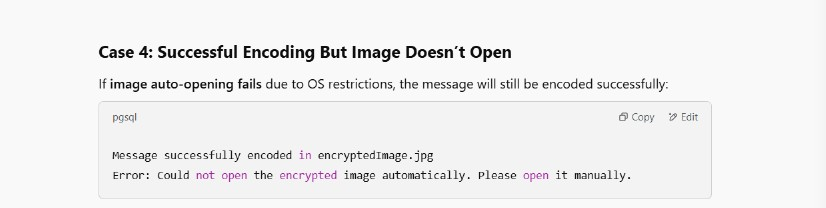 Case 4: Successful Encoding But Image Doesn’t Open
If image auto-opening fails due to OS restrictions, the message will still be encoded successfully:
pgsql Copy Edit
Message successfully encoded in encryptedImage.jpg
Error: Could not open the encrypted image automatically. Please open it manually.